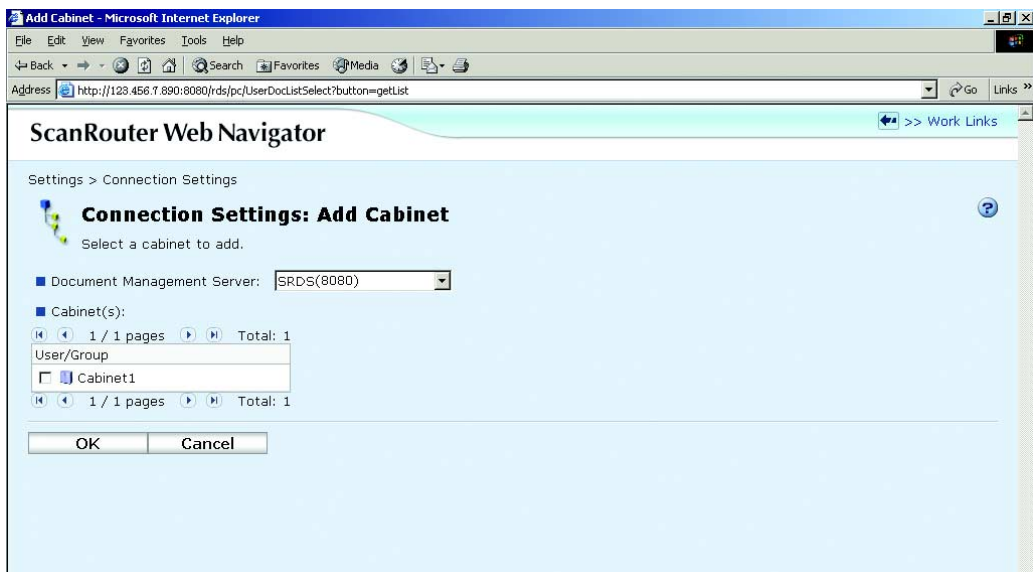 Add Cabinet - Microsoft Internet Explorer
File Edit View Favorites Tools Help
Back Search Favorites Media
Address http://123.456.7.890:8080/rds/pc/UserDocListSelect?button=getList Go Links »
ScanRouter Web Navigator
>> Work Links
Settings > Connection Settings
Connection Settings: Add Cabinet
?
Select a cabinet to add.
Document Management Server: SRDS(8080)
Cabinet(s):
1 / 1 pages Total: 1
User/Group
Cabinet1
1 / 1 pages Total: 1
OK Cancel